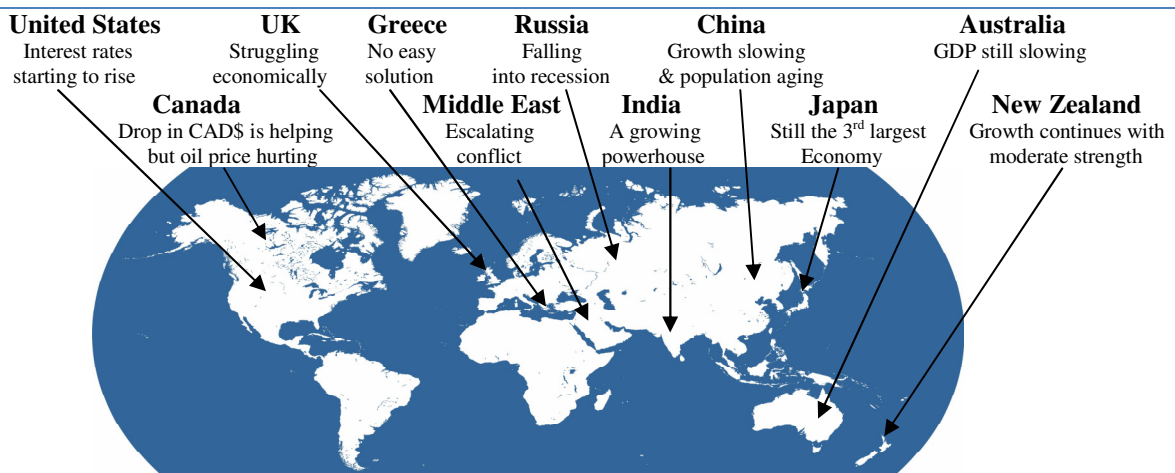 United States
Interest rates
starting to rise
UK
Struggling
economically
Greece
No easy
solution
Russia
Falling
into recession
China
Growth slowing
& population aging
Australia
GDP still slowing
Canada
Drop in CAD$ is helping
but oil price hurting
Middle East
Escalating
conflict
India
A growing
powerhouse
Japan
Still the 3rd largest
Economy
New Zealand
Growth continues with
moderate strength